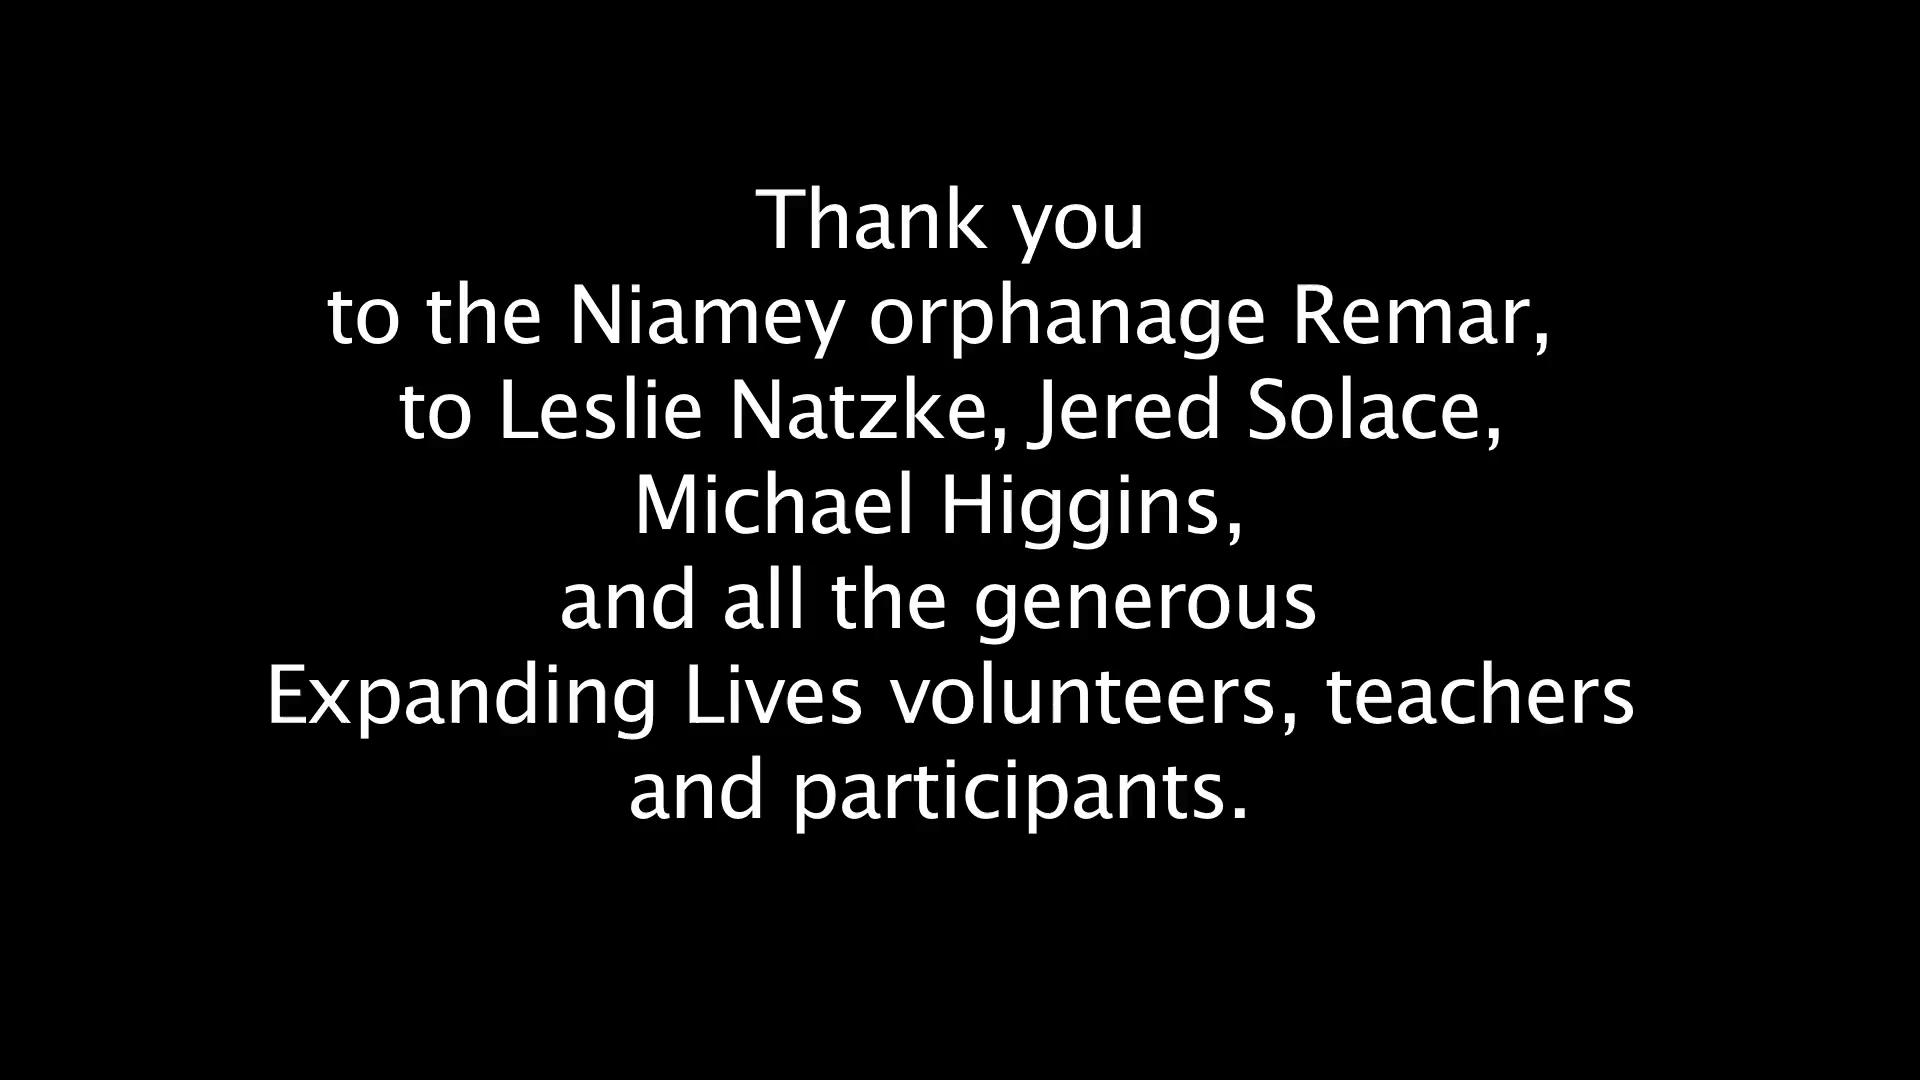 Thank you
to the Niamey orphanage Remar,
to Leslie Natzke, Jered Solace,
Michael Higgins,
and all the generous
Expanding Lives volunteers, teachers
and participants.